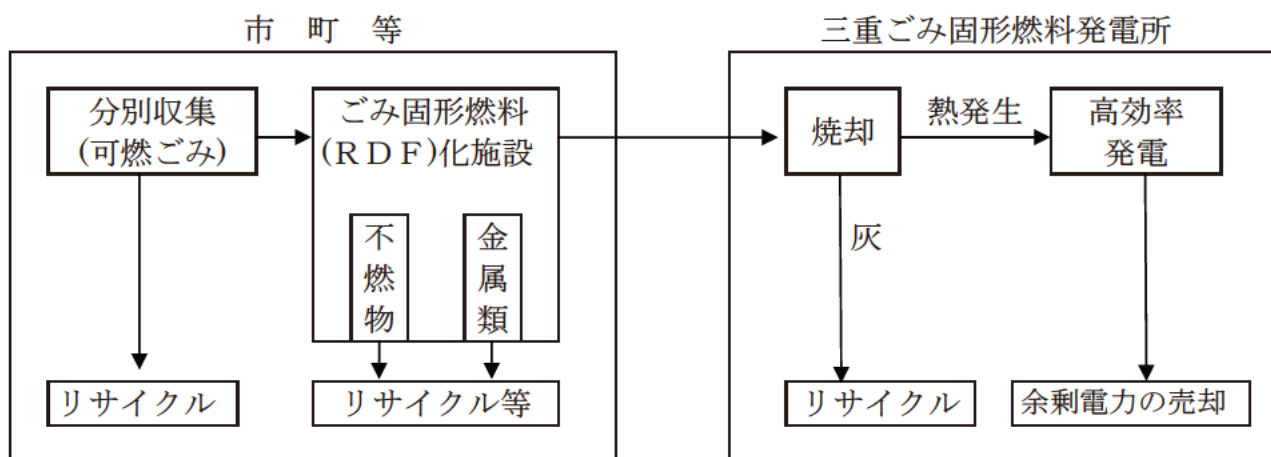 市　町　等
三重ごみ固形燃料発電所
分別収集
(可燃ごみ)
ごみ固形燃料
(ＲＤＦ)化施設
焼却
熱発生
高効率
発電
不燃物
金属類
灰
リサイクル
リサイクル等
リサイクル
余剰電力の売却